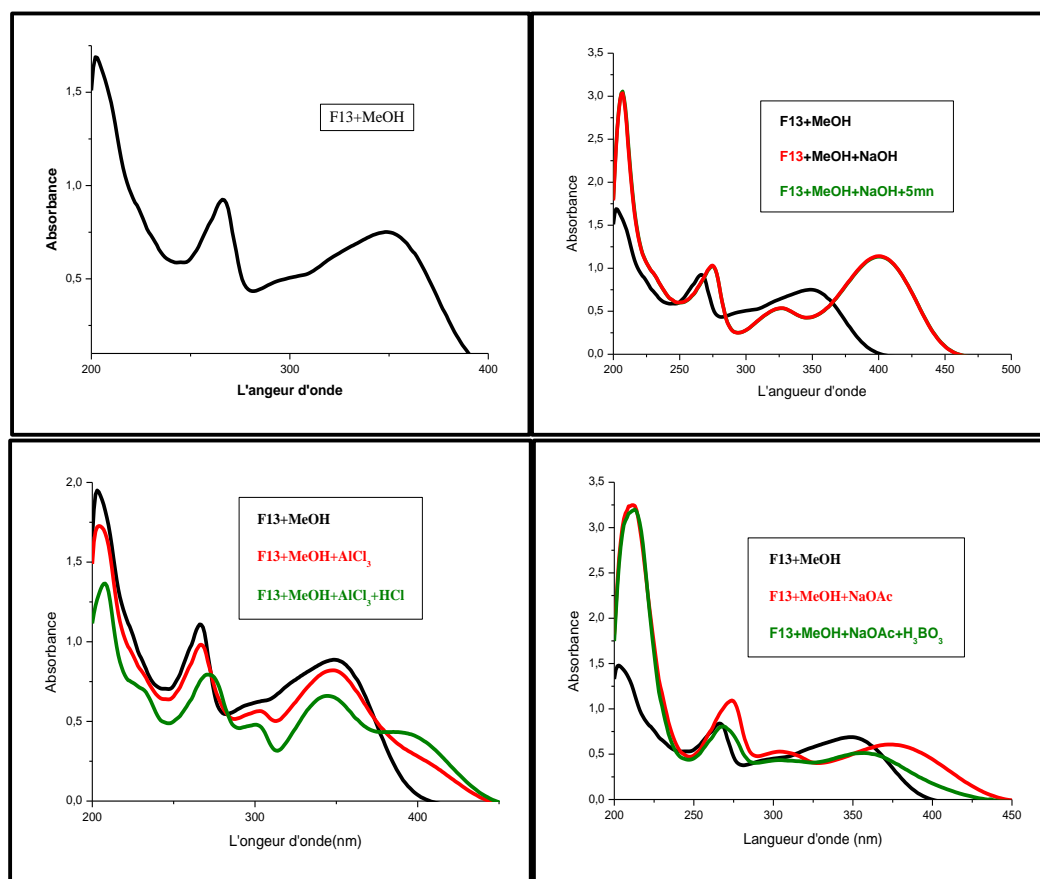 F13+MeOH
1,5
1,0
0,5
Absorbance
200
300
400
L'angeur d'onde
3,5
3,0
2,5
2,0
1,5
1,0
0,5
0,0
Absorbance
F13+MeOH
F13+MeOH+NaOH
F13+MeOH+NaOH+5mn
200
250
300
350
400
450
500
L'angueur d'onde
2,0
1,5
1,0
0,5
0,0
Absorbance
F13+MeOH
F13+MeOH+AlCl3
F13+MeOH+AlCl3+HCl
200
300
400
L'ongeur d'onde(nm)
3,5
3,0
2,5
2,0
1,5
1,0
0,5
0,0
Absorbance
F13+MeOH
F13+MeOH+NaOAc
F13+MeOH+NaOAc+H3BO3
200
250
300
350
400
450
Langueur d'onde (nm)